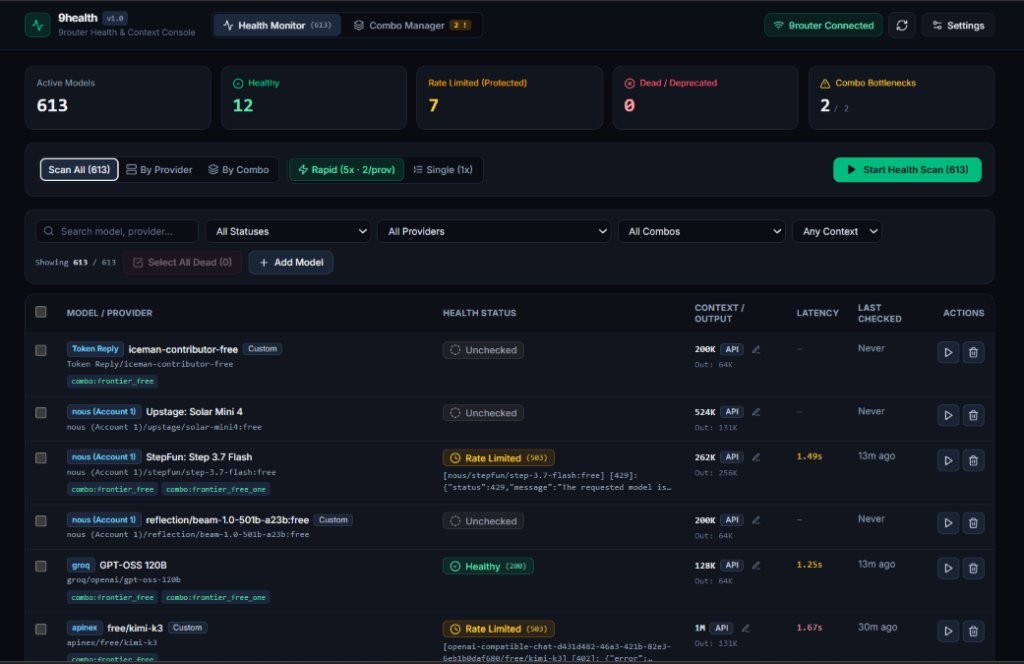 9health v1.0
9router Health & Context Console
Health Monitor (613)
Combo Manager 2 !
9router Connected
Settings
Active Models
613
Healthy
12
Rate Limited (Protected)
7
Dead / Deprecated
0
Combo Bottlenecks
2 / 2
Scan All (613)
By Provider
By Combo
Rapid (5x · 2/prov)
Single (1x)
Start Health Scan (613)
Search model, provider...
All Statuses
All Providers
All Combos
Any Context
Showing 613 / 613
Select All Dead (0)
+ Add Model
MODEL / PROVIDER
HEALTH STATUS
CONTEXT / OUTPUT
LATENCY
LAST CHECKED
ACTIONS
Token Reply iceman-contributor-free Custom
Token Reply/iceman-contributor-free
combo:frontier_free
Unchecked
200K API
Out: 64K
–
Never
nous (Account 1) Upstage: Solar Mini 4
nous (Account 1)/upstage/solar-mini4:free
Unchecked
524K API
Out: 131K
–
Never
nous (Account 1) StepFun: Step 3.7 Flash
nous (Account 1)/stepfun/step-3.7-flash:free
combo:frontier_free combo:frontier_free_one
Rate Limited (503)
[nous/stepfun/step-3.7-flash:free] [429]:
{"status":429,"message":"The requested model is…
262K API
Out: 256K
1.49s
13m ago
nous (Account 1) reflection/beam-1.0-501b-a23b:free Custom
nous (Account 1)/reflection/beam-1.0-501b-a23b:free
Unchecked
200K API
Out: 64K
–
Never
groq GPT-OSS 120B
groq/openai/gpt-oss-120b
combo:frontier_free combo:frontier_free_one
Healthy (200)
128K API
Out: 64K
1.25s
13m ago
apinex free/kimi-k3 Custom
apinex/free/kimi-k3
combo:frontier_free
Rate Limited (503)
[openai-compatible-chat-d431d482-46a3-421b-82e3-
6eb1b0daf680/free/kimi-k3] [402]: {"error":…
1M API
Out: 131K
1.67s
30m ago